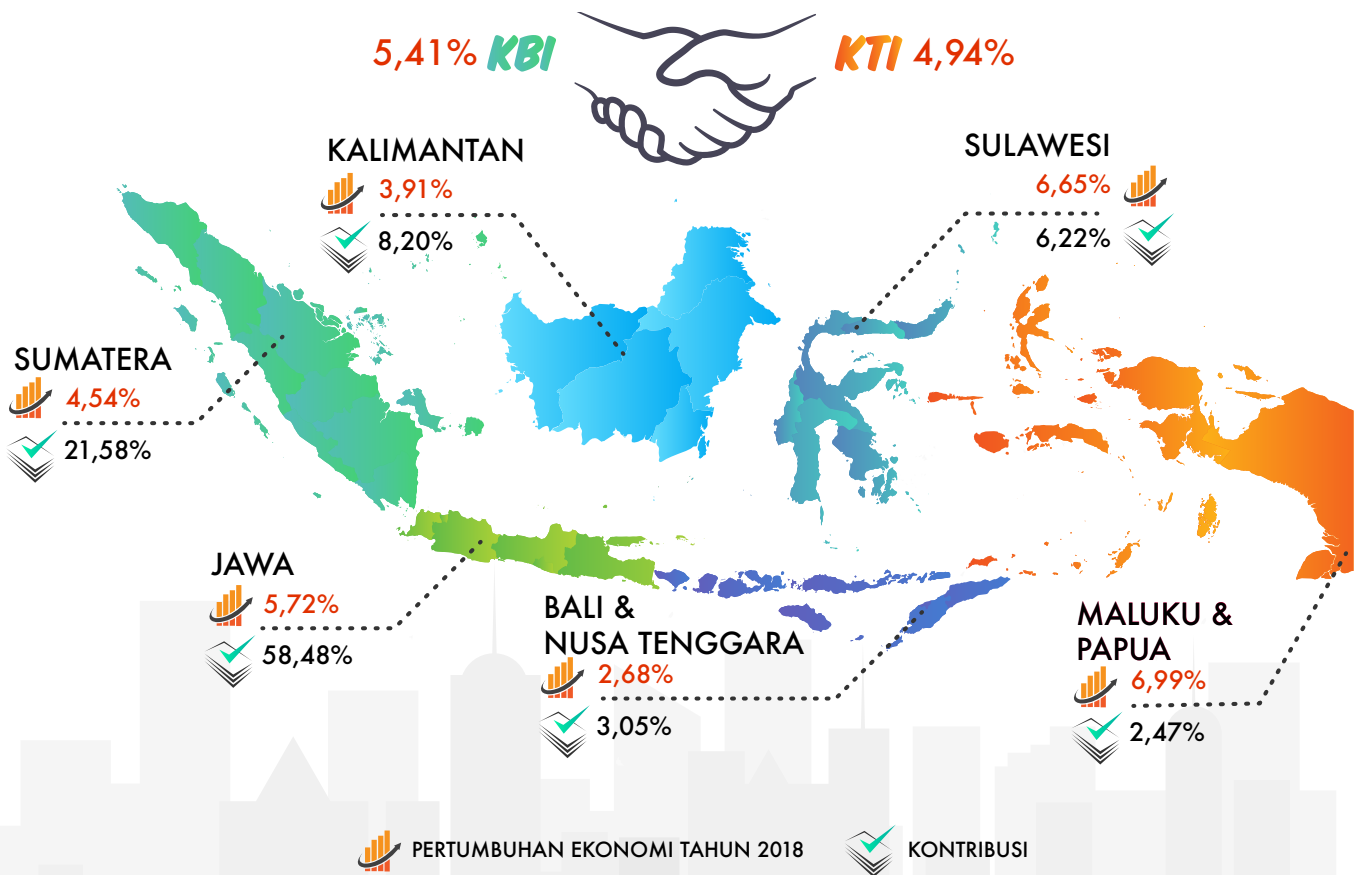 5,41% KBI
KTI 4,94%
KALIMANTAN
3,91%
8,20%
SULAWESI
6,65%
6,22%
SUMATERA
4,54%
21,58%
JAWA
5,72%
58,48%
BALI &
NUSA TENGGARA
2,68%
3,05%
MALUKU &
PAPUA
6,99%
2,47%
PERTUMBUHAN EKONOMI TAHUN 2018
KONTRIBUSI